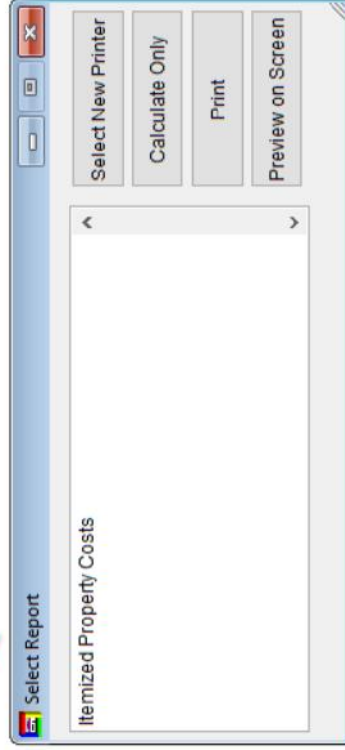 Select Report
Itemized Property Costs
Select New Printer
Calculate Only
Print
Preview on Screen